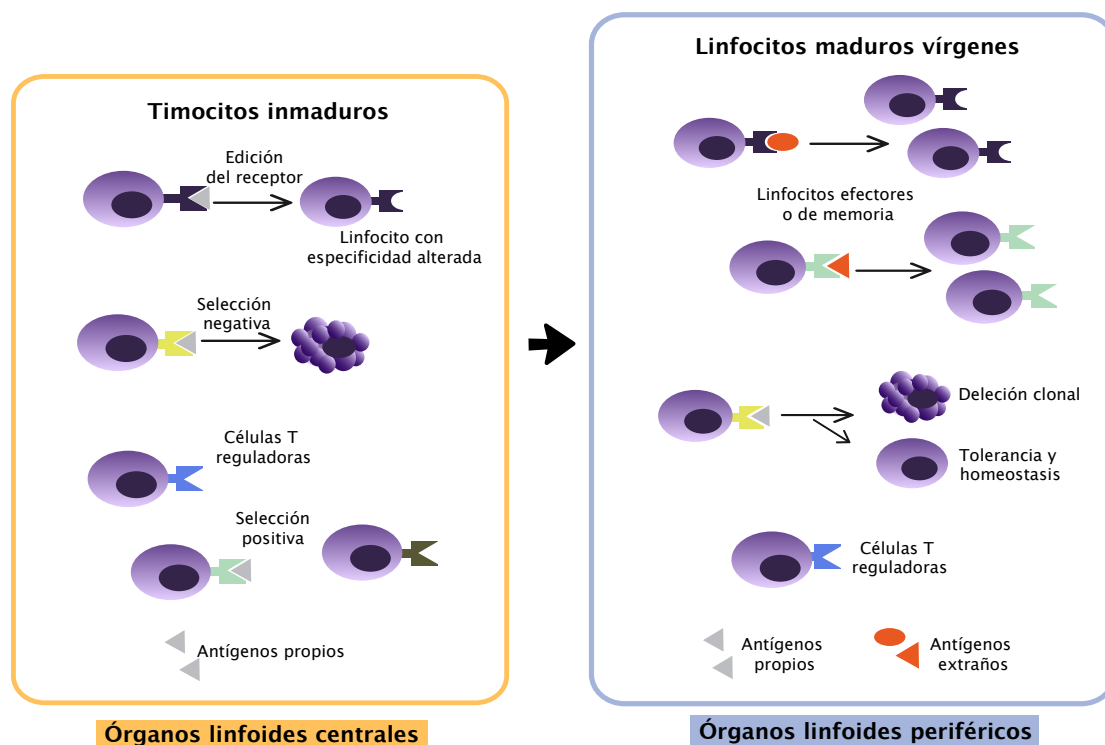 Timocitos inmaduros
Edición
del receptor
Linfocito con
especificidad alterada
Selección
negativa
Células T
reguladoras
Selección
positiva
Antígenos propios
Órganos linfoides centrales
Linfocitos maduros vírgenes
Linfocitos efectores
o de memoria
Deleción clonal
Tolerancia y
homeostasis
Células T
reguladoras
Antígenos
propios
Antígenos
extraños
Órganos linfoides periféricos